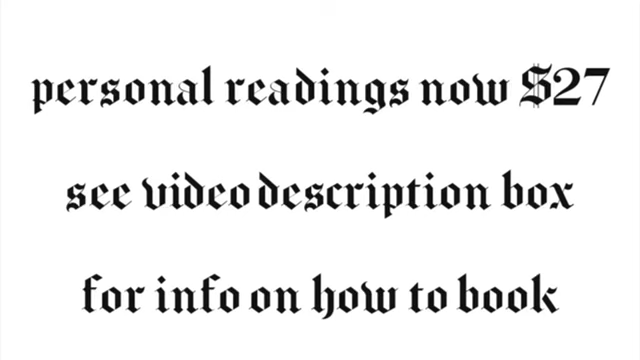 personal readings now $27
see video description box
for info on how to book